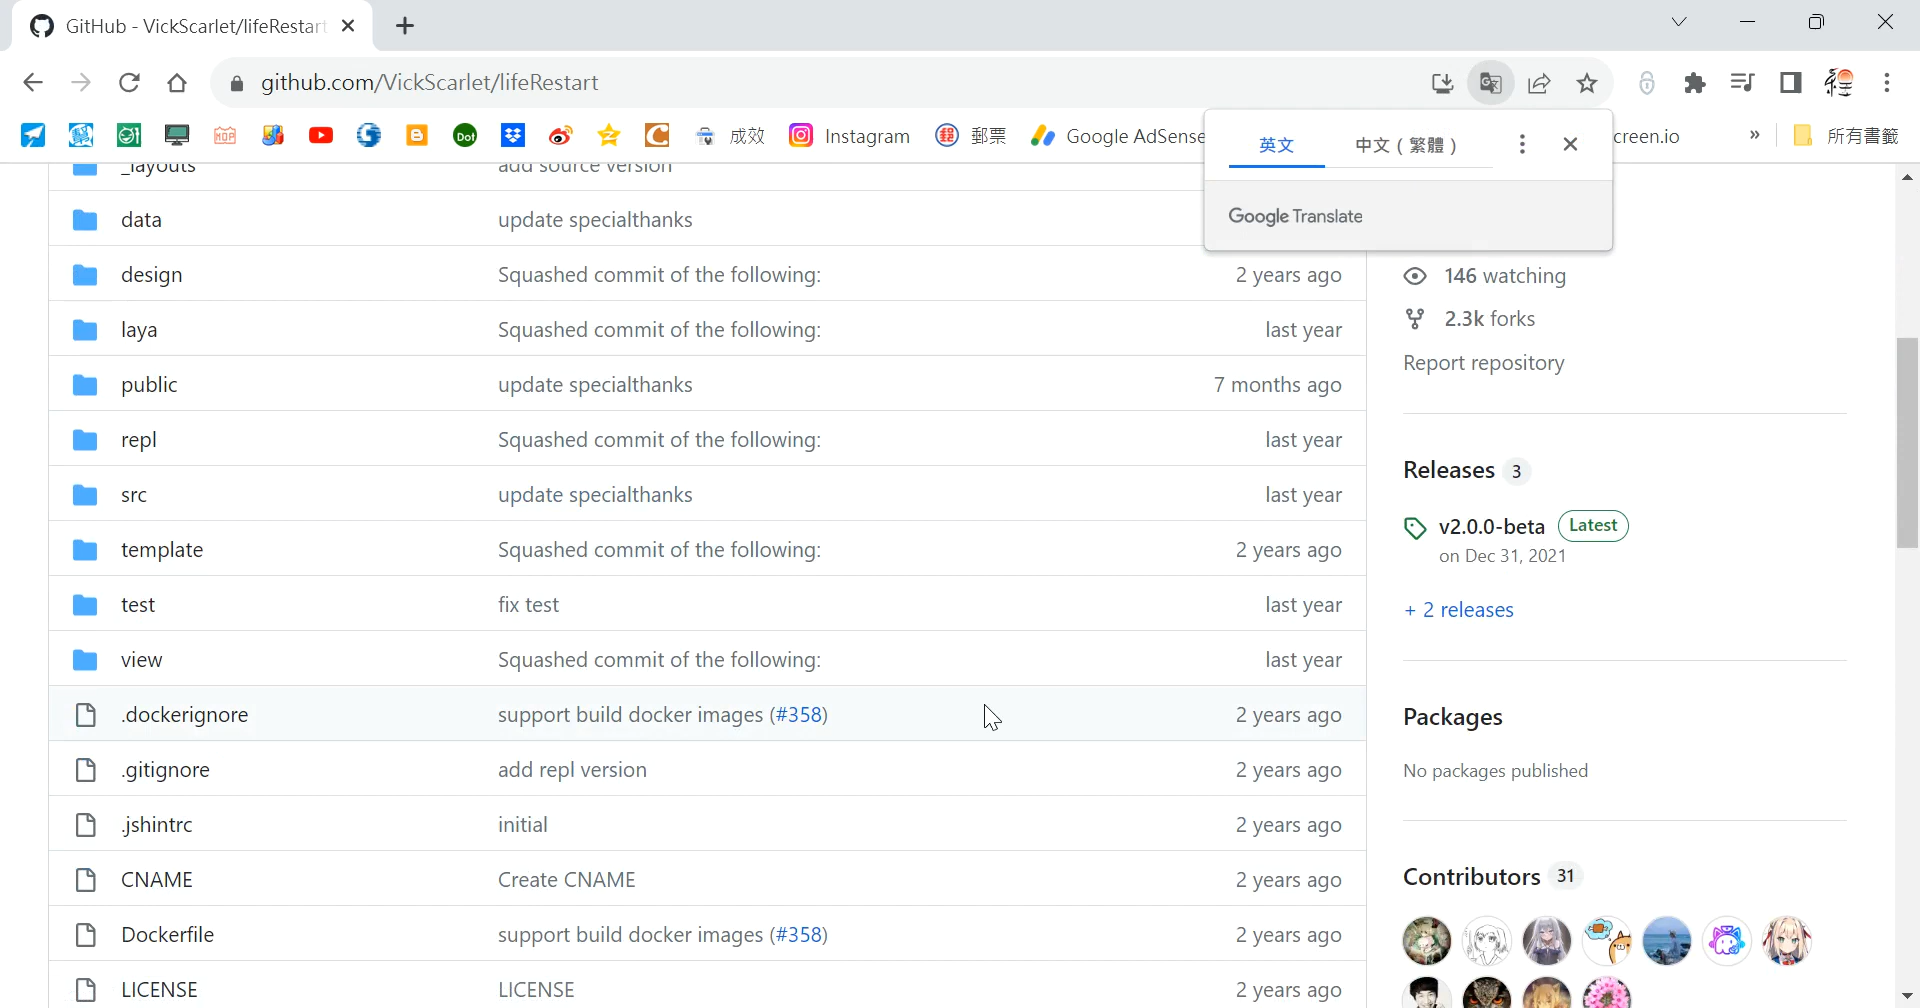 GitHub - VickScarlet/lifeRestart
github.com/VickScarlet/lifeRestart
MOP
Dot
成效
Instagram
郵票
Google AdSense
creen.io
»
所有書籤
英文
中文 ( 繁體 )
Google Translate
_layouts
add source version
data
update specialthanks
design
Squashed commit of the following:
2 years ago
laya
Squashed commit of the following:
last year
public
update specialthanks
7 months ago
repl
Squashed commit of the following:
last year
src
update specialthanks
last year
template
Squashed commit of the following:
2 years ago
test
fix test
last year
view
Squashed commit of the following:
last year
.dockerignore
support build docker images (#358)
2 years ago
.gitignore
add repl version
2 years ago
.jshintrc
initial
2 years ago
CNAME
Create CNAME
2 years ago
Dockerfile
support build docker images (#358)
2 years ago
LICENSE
LICENSE
2 years ago
146 watching
2.3k forks
Report repository
Releases 3
v2.0.0-beta Latest
on Dec 31, 2021
+ 2 releases
Packages
No packages published
Contributors 31